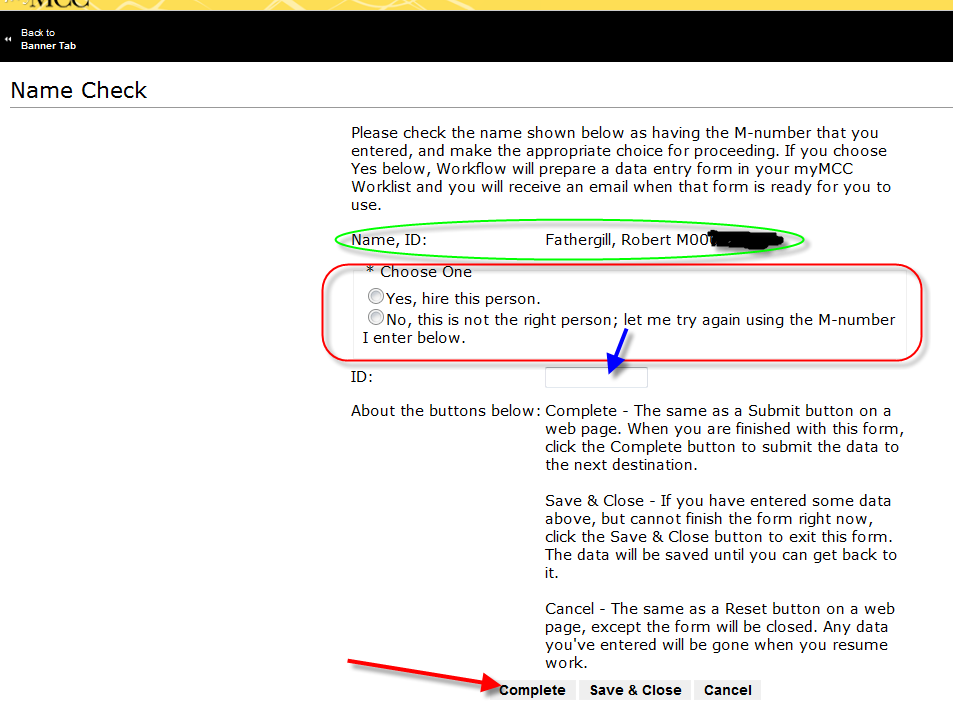 Back to
Banner Tab
Name Check
Please check the name shown below as having the M-number that you
entered, and make the appropriate choice for proceeding. If you choose
Yes below, Workflow will prepare a data entry form in your myMCC
Worklist and you will receive an email when that form is ready for you to
use.
Name, ID: Fathergill, Robert M00
* Choose One
Yes, hire this person.
No, this is not the right person; let me try again using the M-number
I enter below.
ID:
About the buttons below: Complete - The same as a Submit button on a
web page. When you are finished with this form,
click the Complete button to submit the data to
the next destination.
Save & Close - If you have entered some data
above, but cannot finish the form right now,
click the Save & Close button to exit this form.
The data will be saved until you can get back to
it.
Cancel - The same as a Reset button on a web
page, except the form will be closed. Any data
you've entered will be gone when you resume
work.
Complete Save & Close Cancel